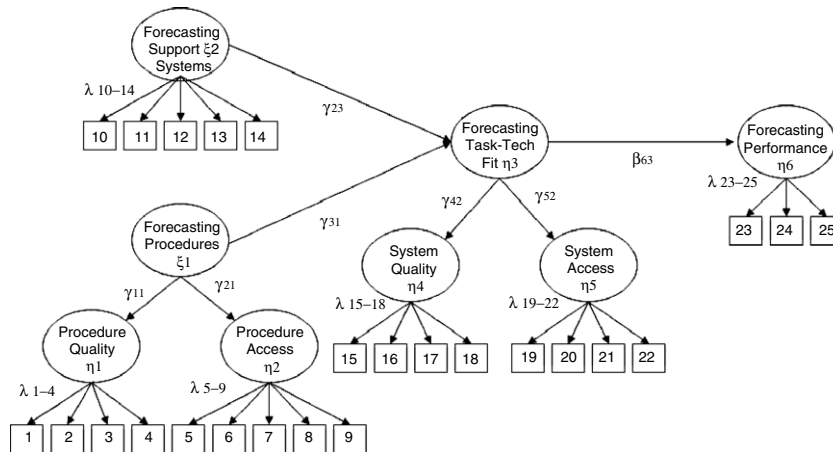 Forecasting
Support ξ2
Systems
λ 10–14
10 11 12 13 14
γ23
Forecasting
Task-Tech
Fit η3
β63
Forecasting
Performance
η6
λ 23–25
23 24 25
γ31
γ42
γ52
Forecasting
Procedures
ξ1
System
Quality
η4
System
Access
η5
λ 15–18
λ 19–22
15 16 17 18
19 20 21 22
γ11
γ21
Procedure
Quality
η1
Procedure
Access
η2
λ 1–4
λ 5–9
1 2 3 4
5 6 7 8 9